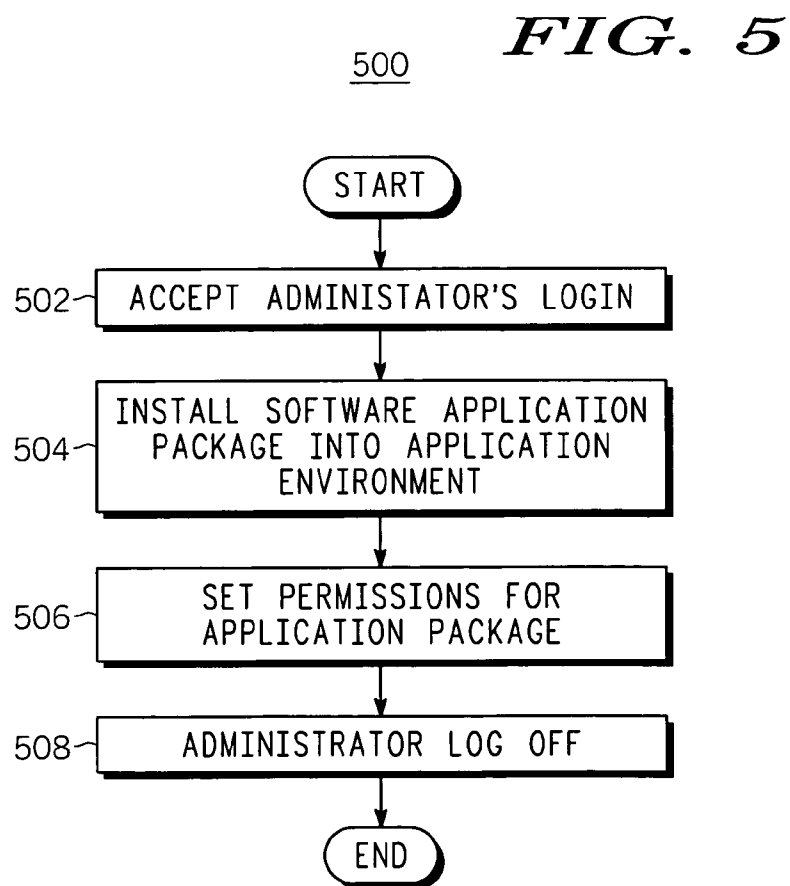 FIG. 5
500
START
502
ACCEPT ADMINISTATOR'S LOGIN
504
INSTALL SOFTWARE APPLICATION
PACKAGE INTO APPLICATION
ENVIRONMENT
506
SET PERMISSIONS FOR
APPLICATION PACKAGE
508
ADMINISTRATOR LOG OFF
END